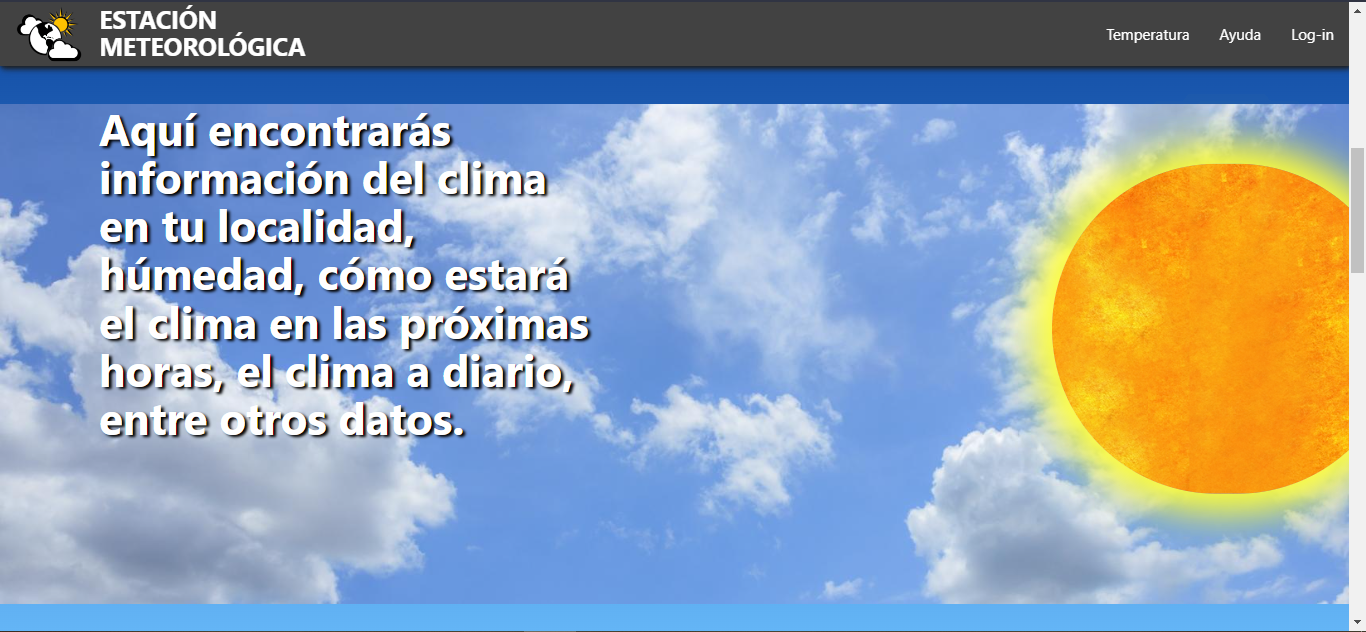 ESTACIÓN
METEOROLÓGICA
Temperatura Ayuda Log-in
Aquí encontrarás
información del clima
en tu localidad,
húmedad, cómo estará
el clima en las próximas
horas, el clima a diario,
entre otros datos.